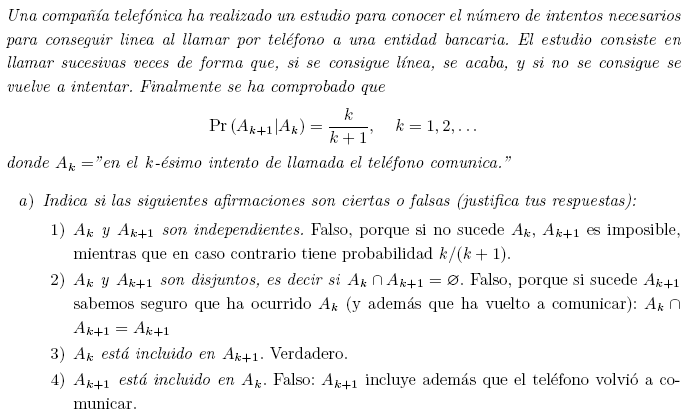 Una compañía telefónica ha realizado un estudio para conocer el número de intentos necesarios
para conseguir linea al llamar por teléfono a una entidad bancaria. El estudio consiste en
llamar sucesivas veces de forma que, si se consigue línea, se acaba, y si no se consigue se
vuelve a intentar. Finalmente se ha comprobado que
Pr (A_{k+1}|A_k) = \frac{k}{k+1}, k = 1, 2, . . .
donde A_k ="en el k-ésimo intento de llamada el teléfono comunica."
a) Indica si las siguientes afirmaciones son ciertas o falsas (justifica tus respuestas):
1) A_k y A_{k+1} son independientes. Falso, porque si no sucede A_k, A_{k+1} es imposible,
mientras que en caso contrario tiene probabilidad k/(k + 1).
2) A_k y A_{k+1} son disjuntos, es decir si A_k ∩ A_{k+1} = ∅. Falso, porque si sucede A_{k+1}
sabemos seguro que ha ocurrido A_k (y además que ha vuelto a comunicar): A_k ∩
A_{k+1} = A_{k+1}
3) A_k está incluido en A_{k+1}. Verdadero.
4) A_{k+1} está incluido en A_k. Falso: A_{k+1} incluye además que el teléfono volvió a co-
municar.